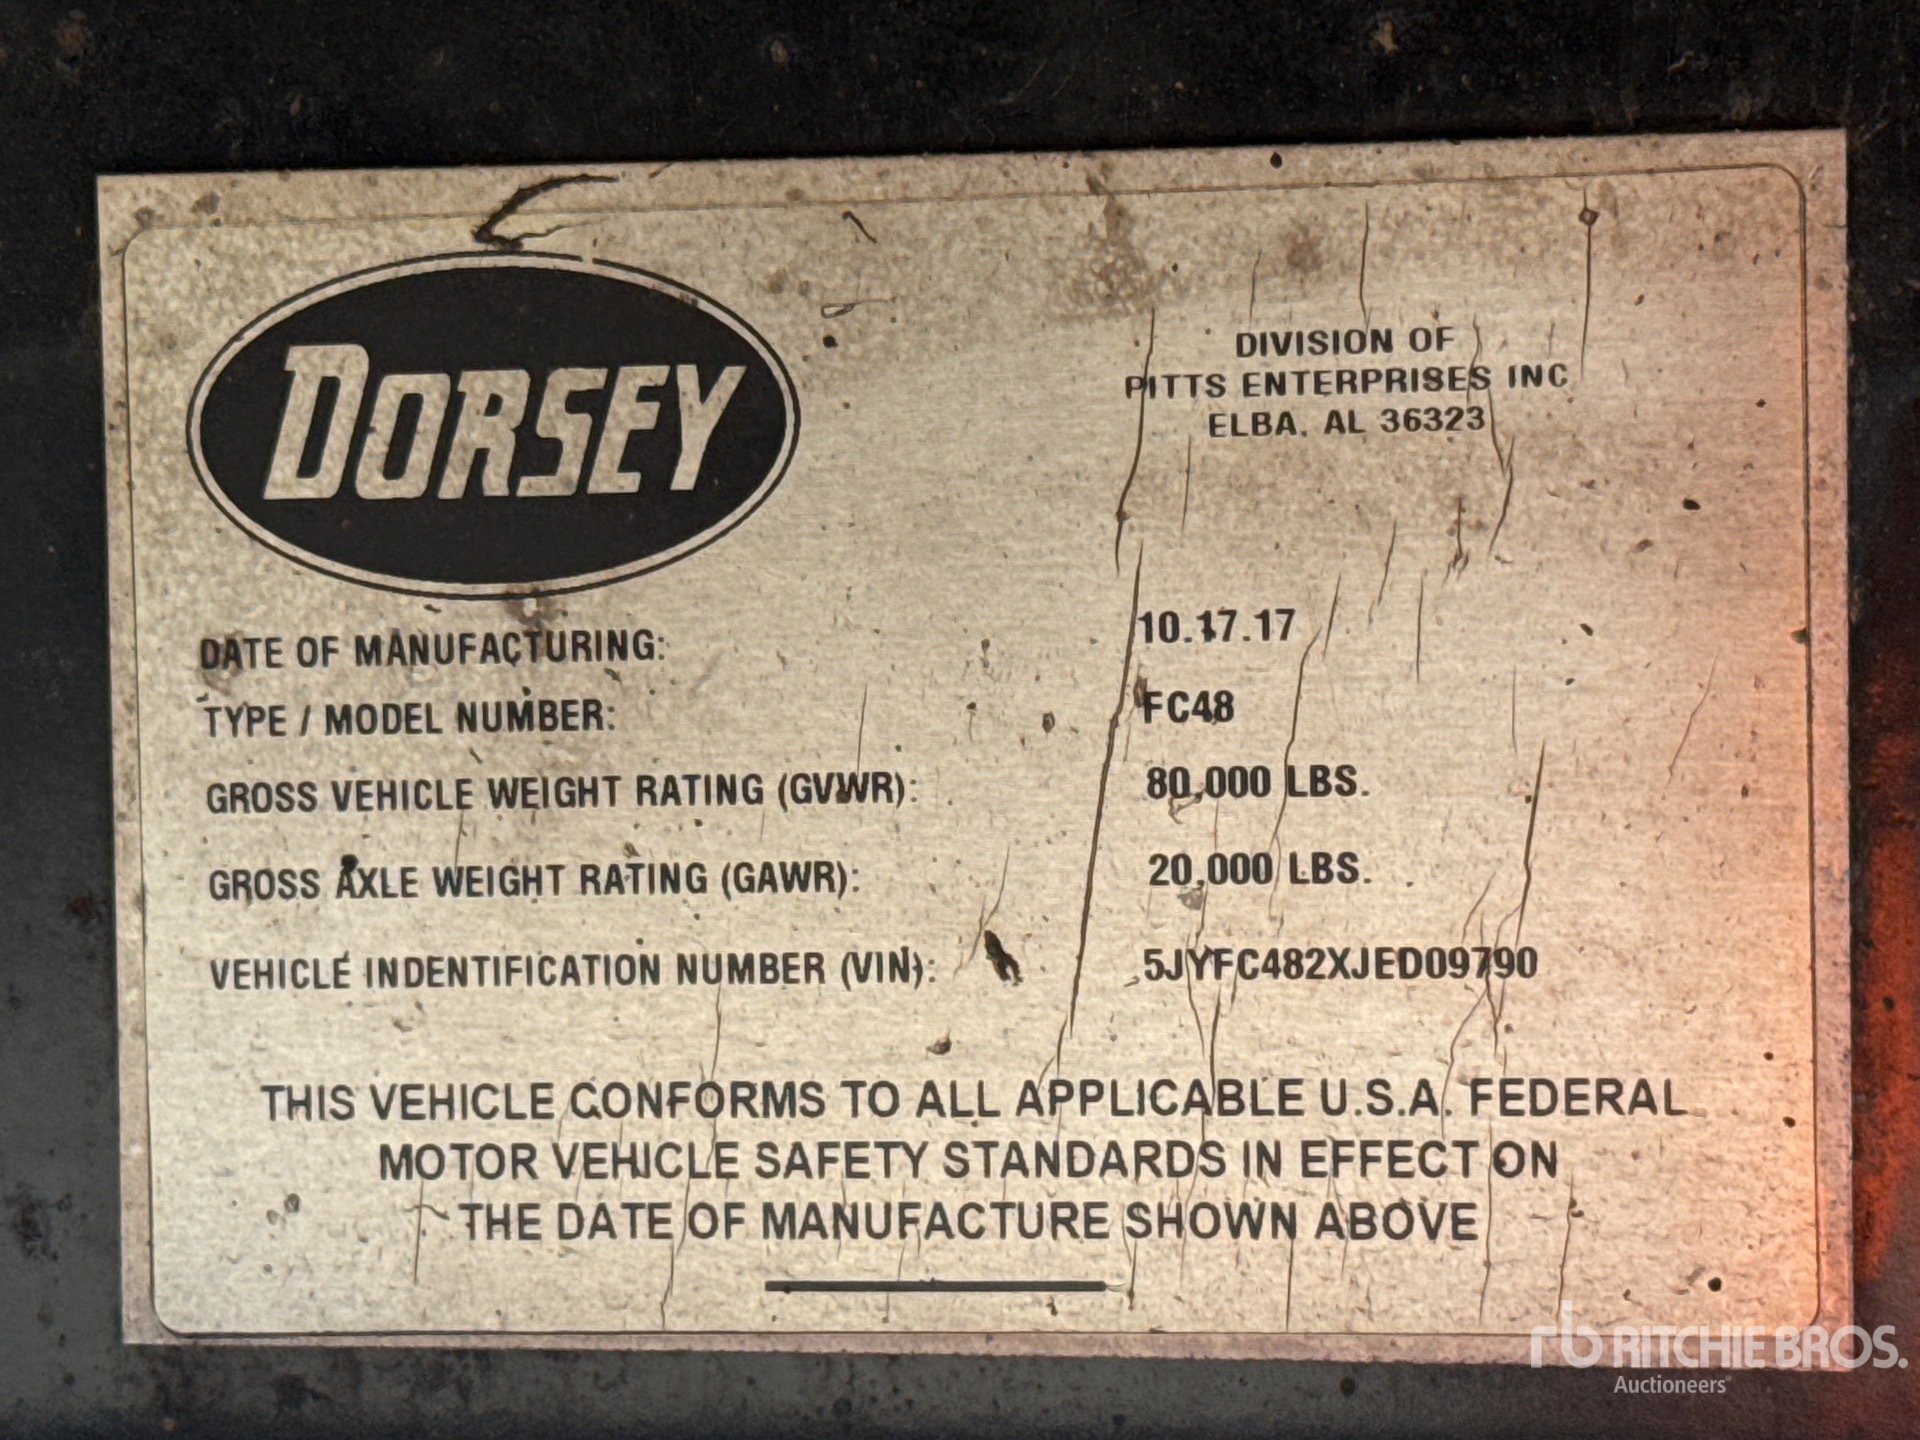 DORSEY
DIVISION OF
PITTS ENTERPRISES INC
ELBA, AL 36323
DATE OF MANUFACTURING: 10.17.17
TYPE / MODEL NUMBER: FC48
GROSS VEHICLE WEIGHT RATING (GVWR): 80,000 LBS.
GROSS AXLE WEIGHT RATING (GAWR): 20,000 LBS.
VEHICLE INDENTIFICATION NUMBER (VIN): 5JYFC482XJED09790
THIS VEHICLE CONFORMS TO ALL APPLICABLE U.S.A. FEDERAL
MOTOR VEHICLE SAFETY STANDARDS IN EFFECT ON
THE DATE OF MANUFACTURE SHOWN ABOVE
rb RITCHIE BROS.
Auctioneers